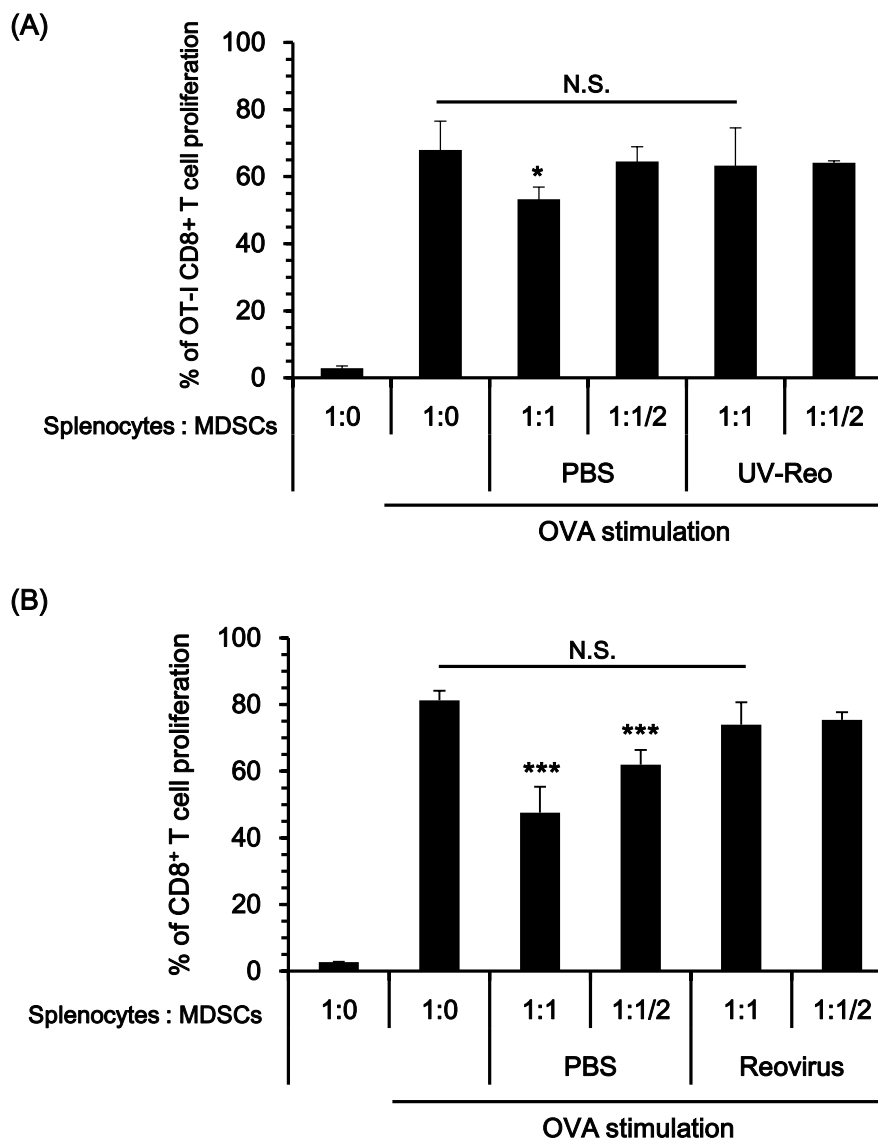 (A)
% of OT-I CD8+ T cell proliferation
100
80
60
40
20
0
N.S.
*
Splenocytes : MDSCs
1:0 1:0 1:1 1:1/2 1:1 1:1/2
PBS UV-Reo
OVA stimulation
(B)
% of CD8⁺ T cell proliferation
100
80
60
40
20
0
N.S.
*** ***
Splenocytes : MDSCs
1:0 1:0 1:1 1:1/2 1:1 1:1/2
PBS Reovirus
OVA stimulation